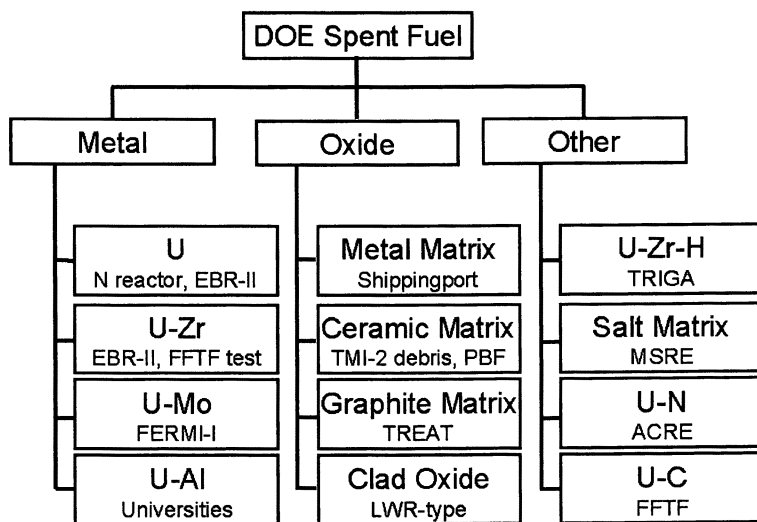 DOE Spent Fuel
Metal
Oxide
Other
U
N reactor, EBR-II
U-Zr
EBR-II, FFTF test
U-Mo
FERMI-I
U-Al
Universities
Metal Matrix
Shippingport
Ceramic Matrix
TMI-2 debris, PBF
Graphite Matrix
TREAT
Clad Oxide
LWR-type
U-Zr-H
TRIGA
Salt Matrix
MSRE
U-N
ACRE
U-C
FFTF